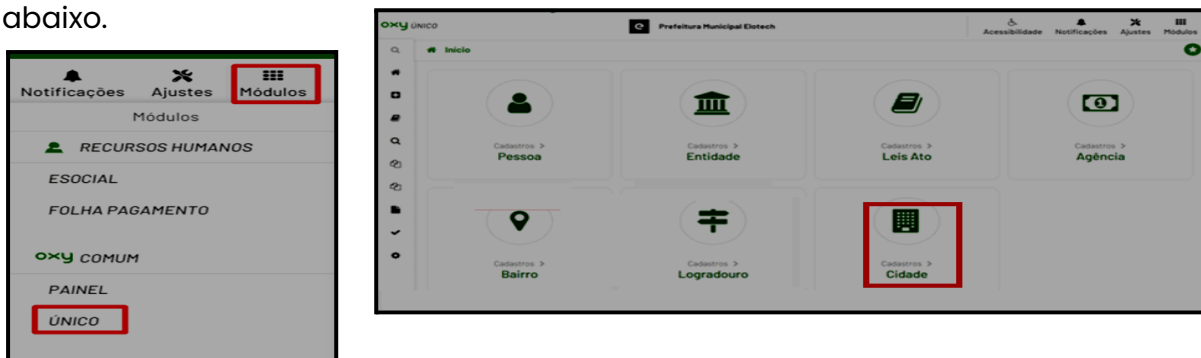 abaixo.
Notificações Ajustes Módulos
Módulos
RECURSOS HUMANOS
ESOCIAL
FOLHA PAGAMENTO
oxy COMUM
PAINEL
ÚNICO
oxy ÚNICO
Prefeitura Municipal Elotech
Acessibilidade Notificações Ajustes Módulos
Início
Cadastros >
Pessoa
Cadastros >
Entidade
Cadastros >
Leis Ato
Cadastros >
Agência
Cadastros >
Bairro
Cadastros >
Logradouro
Cadastros >
Cidade